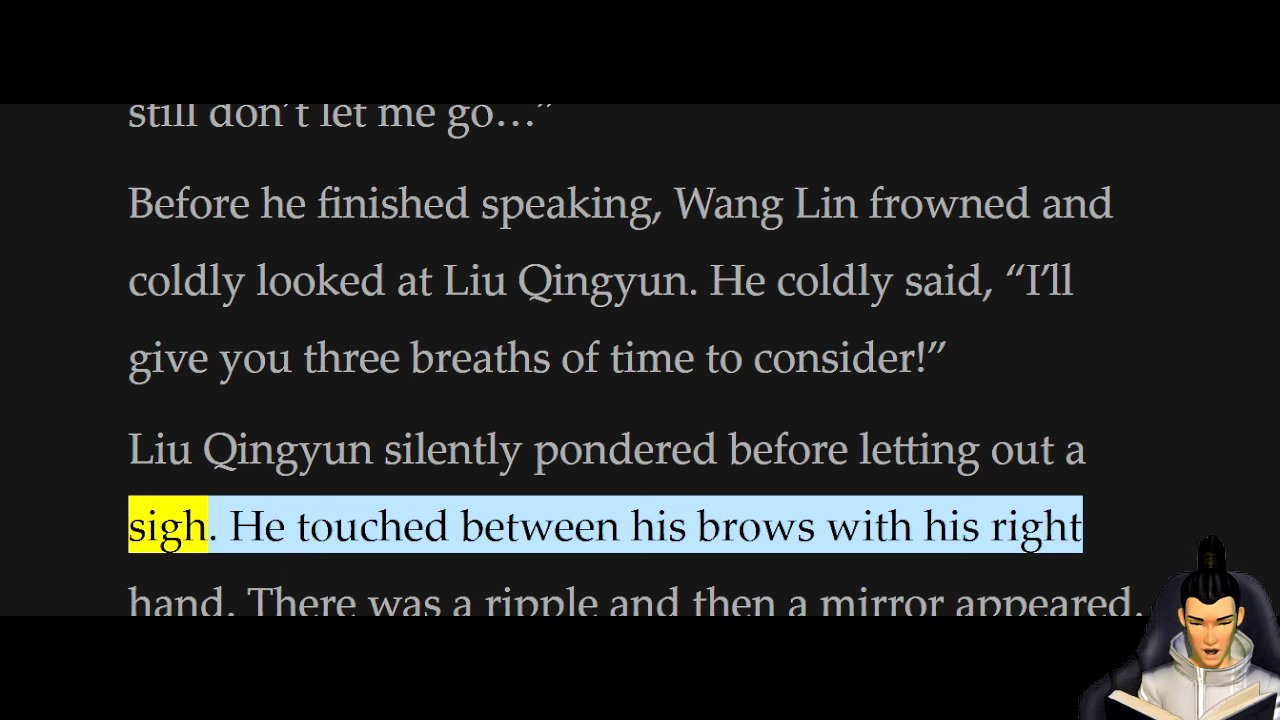 still don’t let me go…”
Before he finished speaking, Wang Lin frowned and
coldly looked at Liu Qingyun. He coldly said, “I’ll
give you three breaths of time to consider!”
Liu Qingyun silently pondered before letting out a
sigh. He touched between his brows with his right
hand. There was a ripple and then a mirror appeared.